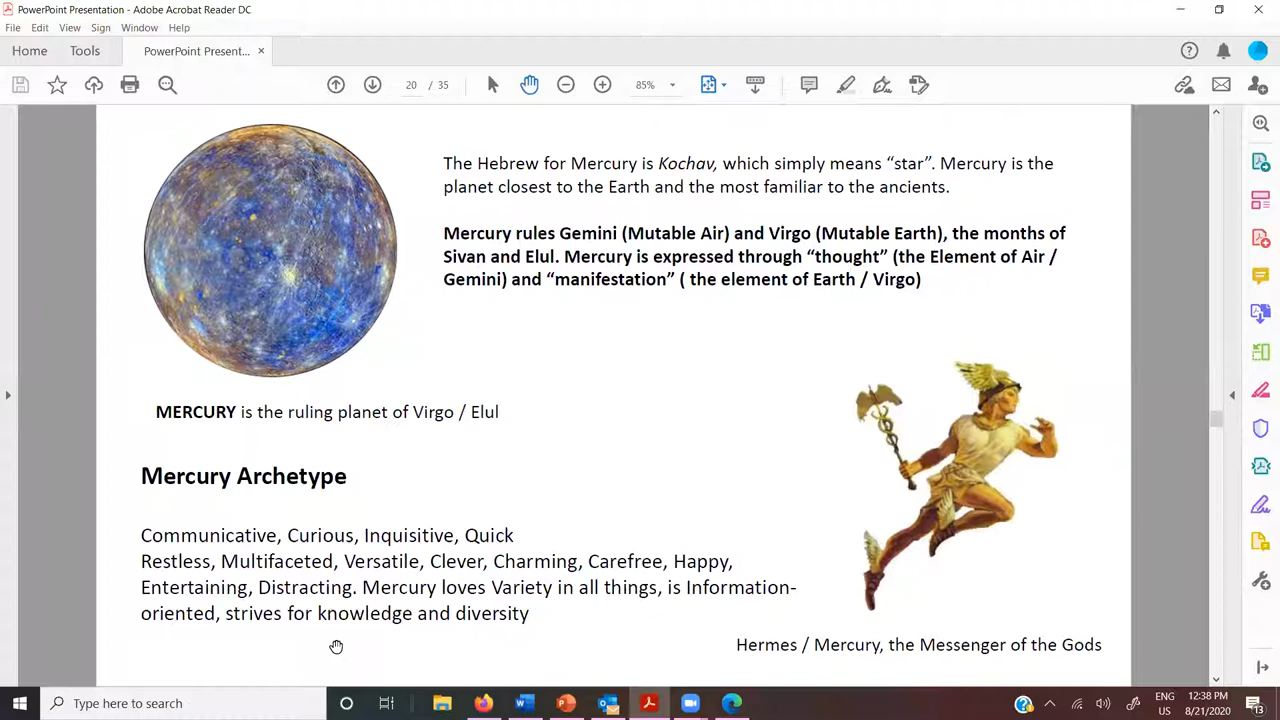 PowerPoint Presentation - Adobe Acrobat Reader DC
File Edit View Sign Window Help
Home Tools PowerPoint Present... ×
20 / 35 85%
The Hebrew for Mercury is Kochav, which simply means “star”. Mercury is the
planet closest to the Earth and the most familiar to the ancients.
Mercury rules Gemini (Mutable Air) and Virgo (Mutable Earth), the months of
Sivan and Elul. Mercury is expressed through “thought” (the Element of Air /
Gemini) and “manifestation” ( the element of Earth / Virgo)
MERCURY is the ruling planet of Virgo / Elul
Mercury Archetype
Communicative, Curious, Inquisitive, Quick
Restless, Multifaceted, Versatile, Clever, Charming, Carefree, Happy,
Entertaining, Distracting. Mercury loves Variety in all things, is Information-
oriented, strives for knowledge and diversity
Hermes / Mercury, the Messenger of the Gods
Type here to search
ENG
US
12:38 PM
8/21/2020
13